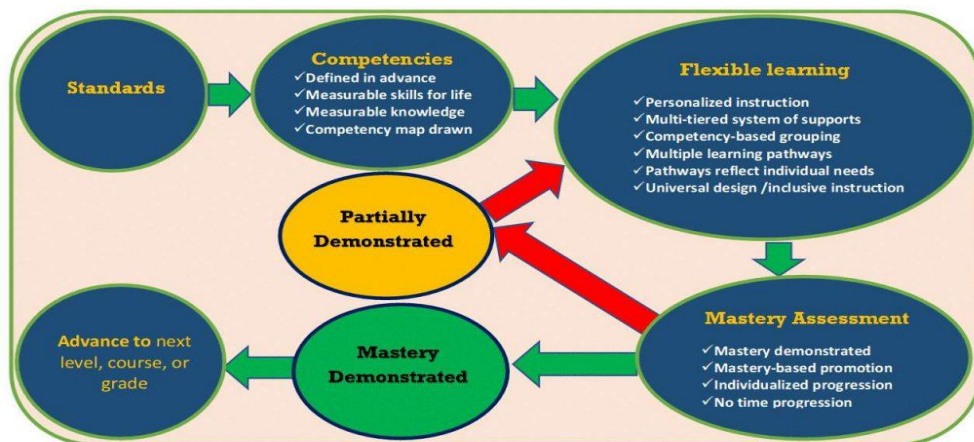 Standards
Competencies
✓Defined in advance
✓Measurable skills for life
✓Measurable knowledge
✓Competency map drawn
Flexible learning
✓Personalized instruction
✓Multi-tiered system of supports
✓Competency-based grouping
✓Multiple learning pathways
✓Pathways reflect individual needs
✓Universal design /inclusive instruction
Partially
Demonstrated
Mastery Assessment
✓Mastery demonstrated
✓Mastery-based promotion
✓Individualized progression
✓No time progression
Mastery
Demonstrated
Advance to next
level, course, or
grade